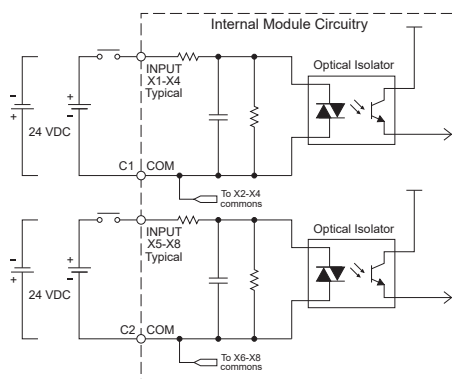 Internal Module Circuitry
INPUT
X1-X4
Typical
Optical Isolator
- +
+ -
24 VDC
C1 COM
To X2-X4
commons
INPUT
X5-X8
Typical
Optical Isolator
- +
+ -
24 VDC
C2 COM
To X6-X8
commons